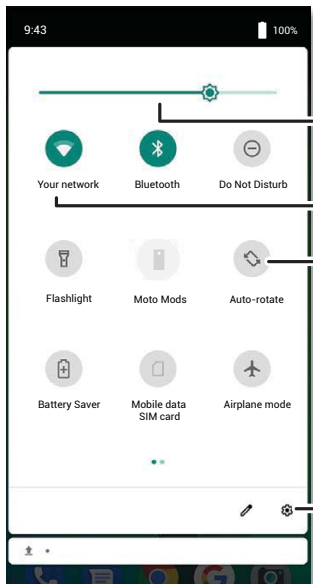 9:43
100%
Your network
Bluetooth
Do Not Disturb
Flashlight
Moto Mods
Auto-rotate
Battery Saver
Mobile data
SIM card
Airplane mode